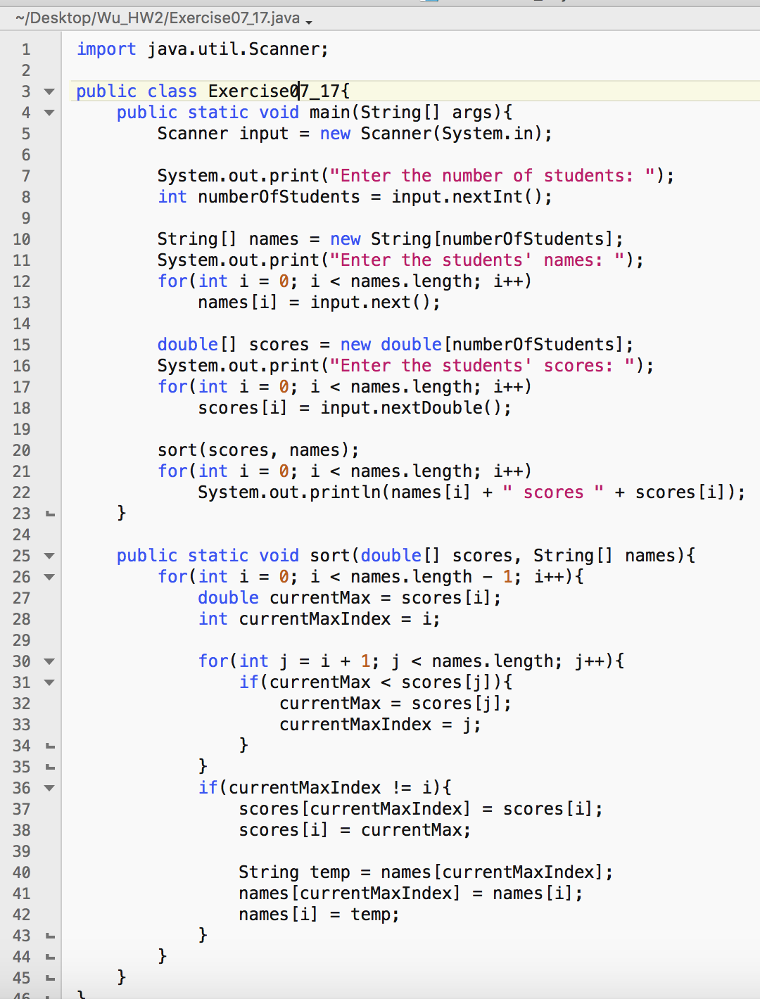 ~/Desktop/Wu_HW2/Exercise07_17.java
1 import java.util.Scanner;
2
3 public class Exercise07_17{
4 public static void main(String[] args){
5 Scanner input = new Scanner(System.in);
6
7 System.out.print("Enter the number of students: ");
8 int numberOfStudents = input.nextInt();
9
10 String[] names = new String[numberOfStudents];
11 System.out.print("Enter the students' names: ");
12 for(int i = 0; i < names.length; i++)
13 names[i] = input.next();
14
15 double[] scores = new double[numberOfStudents];
16 System.out.print("Enter the students' scores: ");
17 for(int i = 0; i < names.length; i++)
18 scores[i] = input.nextDouble();
19
20 sort(scores, names);
21 for(int i = 0; i < names.length; i++)
22 System.out.println(names[i] + " scores " + scores[i]);
23 }
24
25 public static void sort(double[] scores, String[] names){
26 for(int i = 0; i < names.length - 1; i++){
27 double currentMax = scores[i];
28 int currentMaxIndex = i;
29
30 for(int j = i + 1; j < names.length; j++){
31 if(currentMax < scores[j]){
32 currentMax = scores[j];
33 currentMaxIndex = j;
34 }
35 }
36 if(currentMaxIndex != i){
37 scores[currentMaxIndex] = scores[i];
38 scores[i] = currentMax;
39
40 String temp = names[currentMaxIndex];
41 names[currentMaxIndex] = names[i];
42 names[i] = temp;
43 }
44 }
45 }
46 }